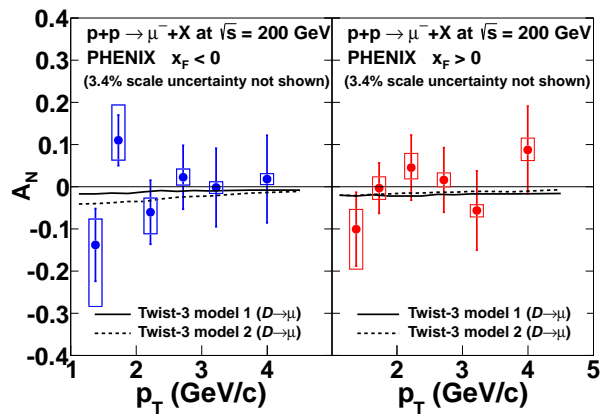 p+p → μ⁻+X at √s = 200 GeV
PHENIX x_F < 0
(3.4% scale uncertainty not shown)
p+p → μ⁻+X at √s = 200 GeV
PHENIX x_F > 0
(3.4% scale uncertainty not shown)
A_N
0.4
0.3
0.2
0.1
0
-0.1
-0.2
-0.3
-0.4
Twist-3 model 1 (D→μ)
Twist-3 model 2 (D→μ)
Twist-3 model 1 (D→μ)
Twist-3 model 2 (D→μ)
1 2 3 4 2 3 4 5
p_T (GeV/c) p_T (GeV/c)